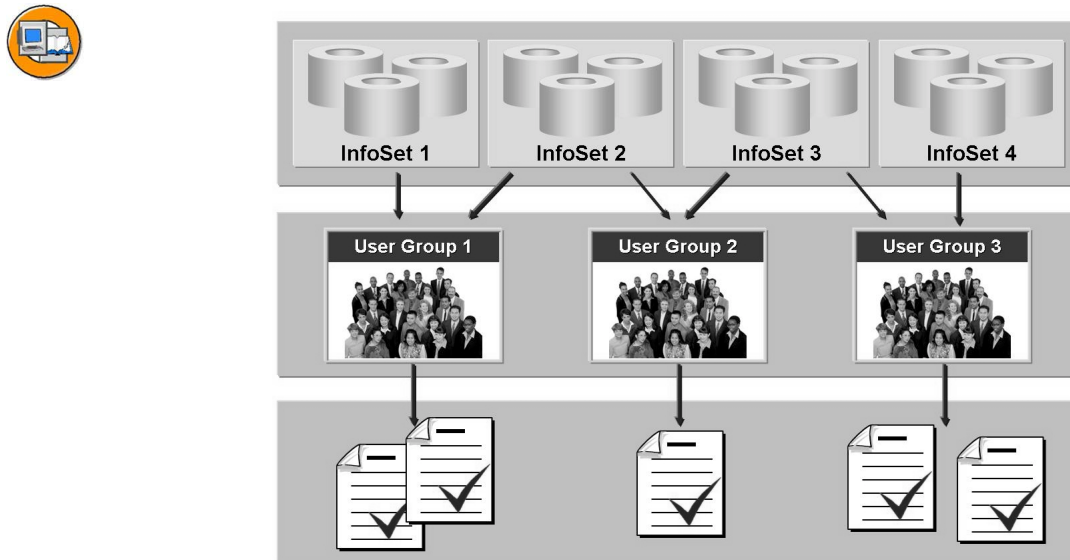 InfoSet 1
InfoSet 2
InfoSet 3
InfoSet 4
User Group 1
User Group 2
User Group 3